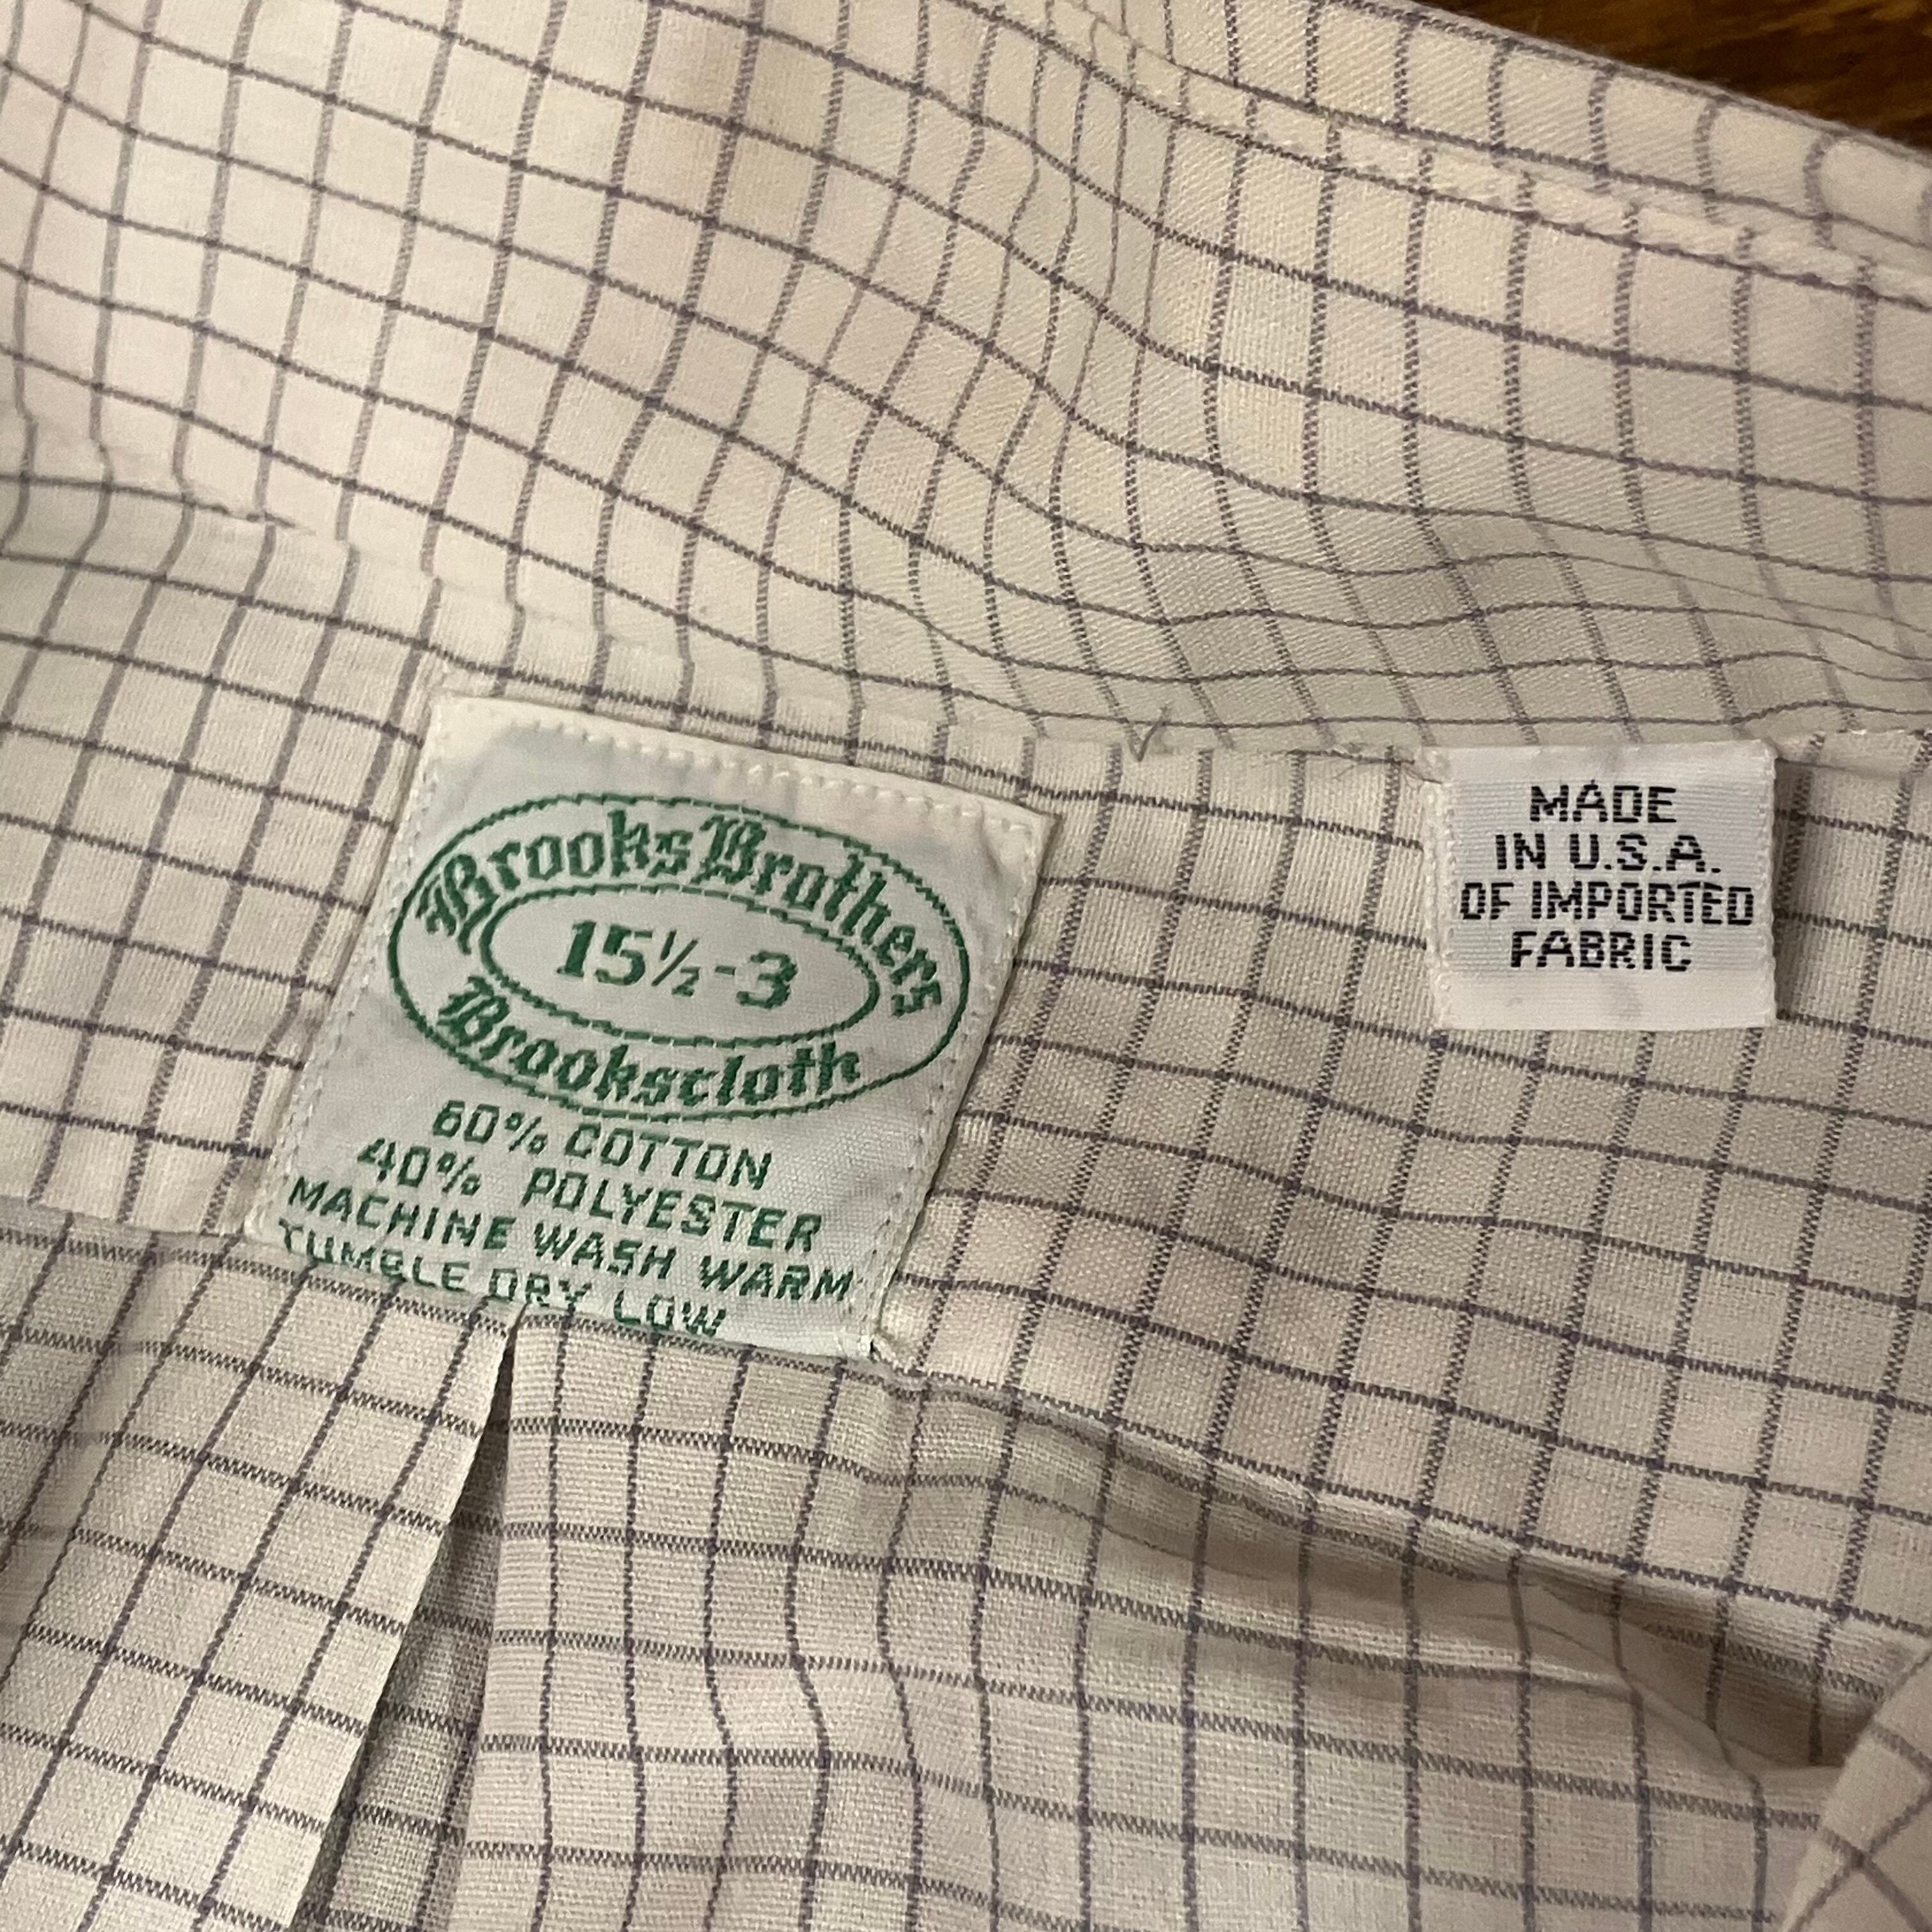 Brooks Brothers
15½-3
Brookscloth
60% COTTON
40% POLYESTER
MACHINE WASH WARM
TUMBLE DRY LOW
MADE
IN U.S.A.
OF IMPORTED
FABRIC